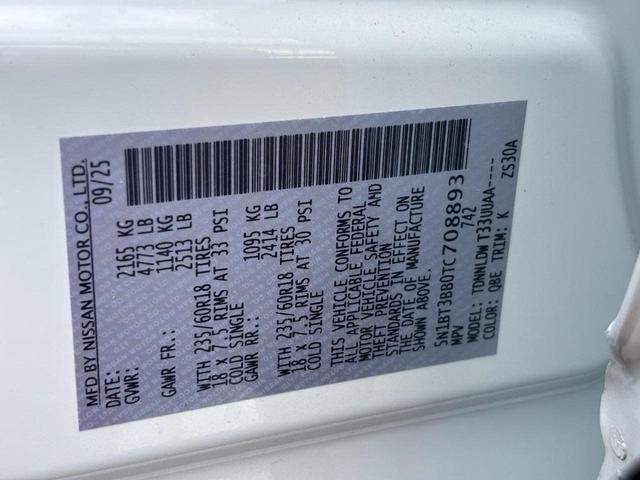 MFD BY NISSAN MOTOR CO., LTD.
DATE: 09/25
GVWR: 2165 KG
4773 LB
GAWR FR.: 1140 KG
2513 LB
WITH 235/60R18 TIRES
18 X 7.5 RIMS AT 33 PSI
COLD SINGLE
GAWR RR.: 1095 KG
2414 LB
WITH 235/60R18 TIRES
18 X 7.5 RIMS AT 30 PSI
COLD SINGLE
THIS VEHICLE CONFORMS TO
ALL APPLICABLE FEDERAL
MOTOR VEHICLE SAFETY AND
THEFT PREVENTION
STANDARDS IN EFFECT ON
THE DATE OF MANUFACTURE
SHOWN ABOVE.
5N1BT3BB0TC708893
MPV 742
MODEL: TDNNLDWT33UUAA----
COLOR: QBE TRIM: K ZS30A